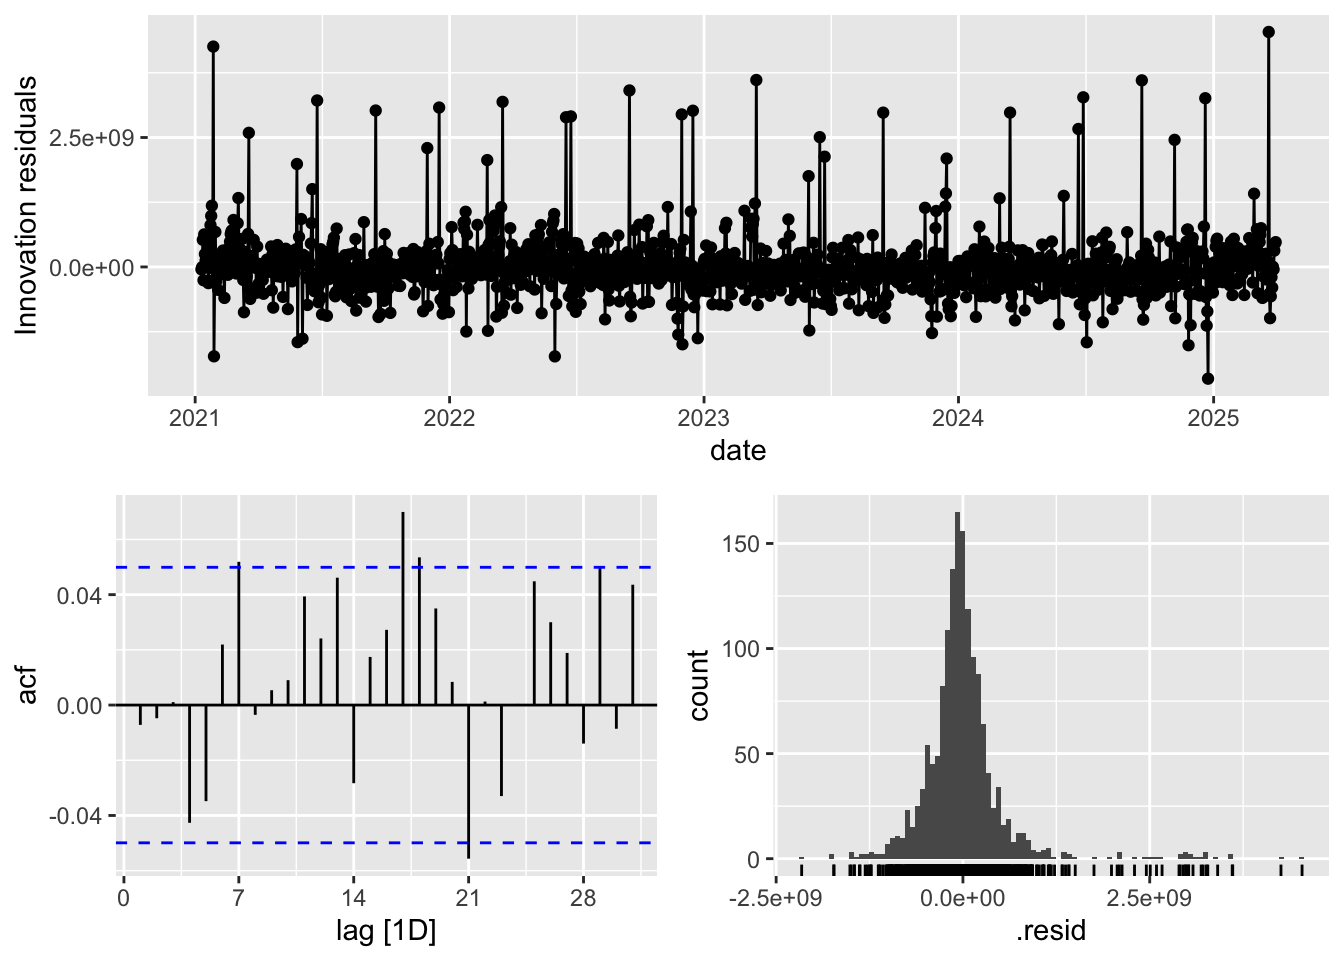 Innovation residuals
2.5e+09
0.0e+00
2021 2022 2023 2024 2025
date
acf
0.04
0.00
-0.04
0 7 14 21 28
lag [1D]
count
150
100
50
0
-2.5e+09 0.0e+00 2.5e+09
.resid